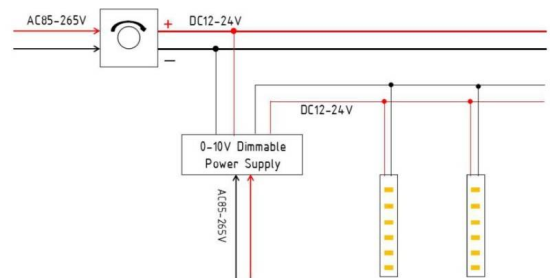 AC85-265V
+
DC12-24V
−
DC12-24V
0-10V Dimmable
Power Supply
AC85-265V